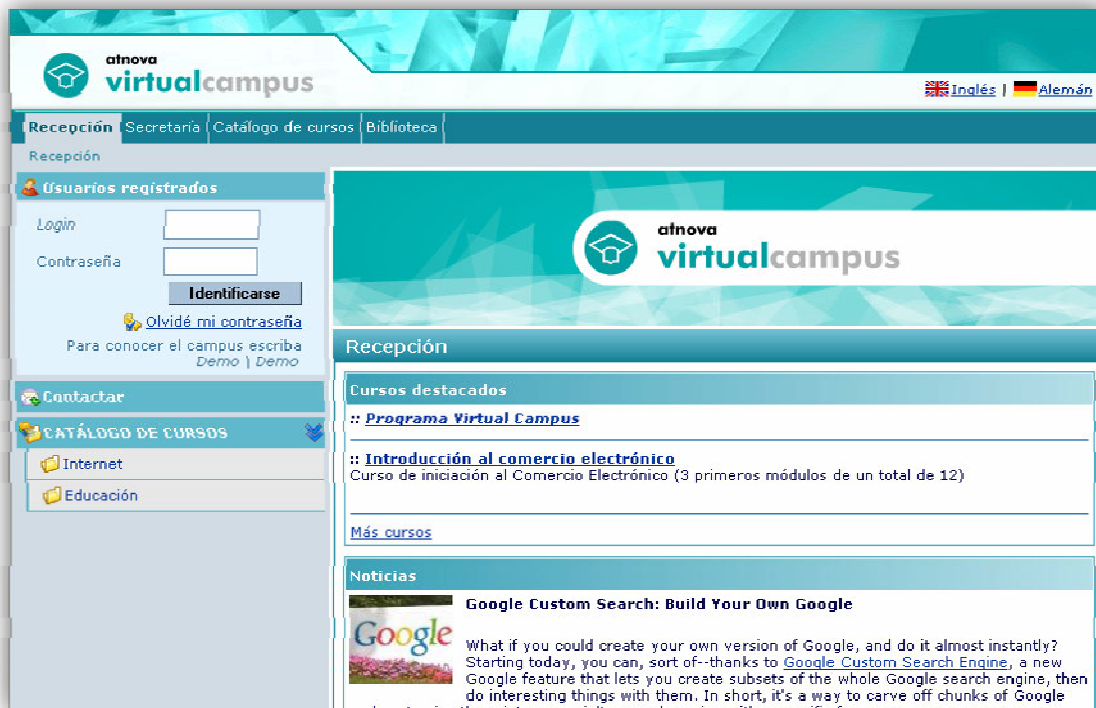 atnova
virtualcampus
Inglés | Alemán
Recepción Secretaría Catálogo de cursos Biblioteca
Recepción
Usuarios registrados
Login
Contraseña
Identificarse
Olvidé mi contraseña
Para conocer el campus escriba
Demo \ Demo
Contactar
CATÁLOGO DE CURSOS
Internet
Educación
atnova
virtualcampus
Recepción
Cursos destacados
:: Programa Virtual Campus
:: Introducción al comercio electrónico
Curso de iniciación al Comercio Electrónico (3 primeros módulos de un total de 12)
Más cursos
Noticias
Google
Google Custom Search: Build Your Own Google
What if you could create your own version of Google, and do it almost instantly?
Starting today, you can, sort of--thanks to Google Custom Search Engine, a new
Google feature that lets you create subsets of the whole Google search engine, then
do interesting things with them. In short, it's a way to carve off chunks of Google